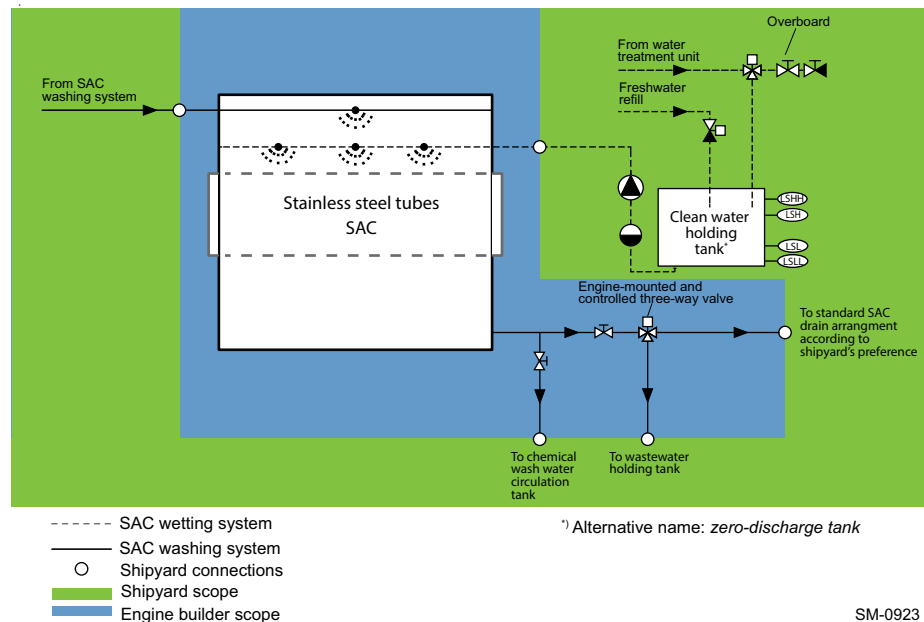 Overboard
From water
treatment unit
Freshwater
refill
From SAC
washing system
Stainless steel tubes
SAC
Clean water
holding
tank*)
LSHH
LSH
LSL
LSLL
Engine-mounted and
controlled three-way valve
To standard SAC
drain arrangment
according to
shipyard's preference
To chemical
wash water
circulation
tank
To wastewater
holding tank
SAC wetting system
SAC washing system
Shipyard connections
Shipyard scope
Engine builder scope
*) Alternative name: zero-discharge tank
SM-0923